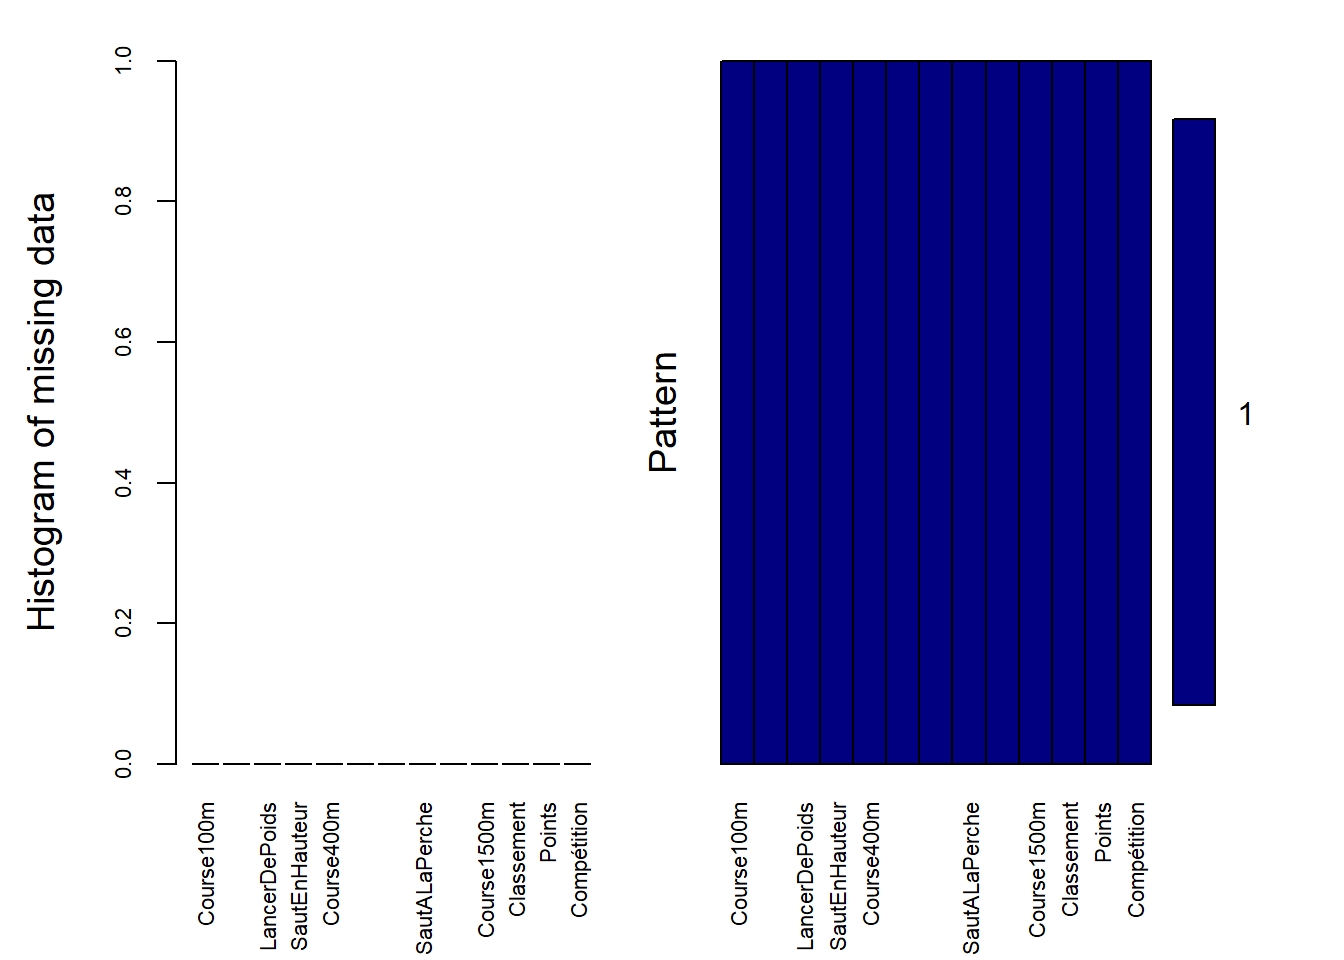 Histogram of missing data
1.0
0.8
0.6
0.4
0.2
0.0
Course100m
LancerDePoids
SautEnHauteur
Course400m
SautALaPerche
Course1500m
Classement
Points
Compétition
Pattern
Course100m
LancerDePoids
SautEnHauteur
Course400m
SautALaPerche
Course1500m
Classement
Points
Compétition
1